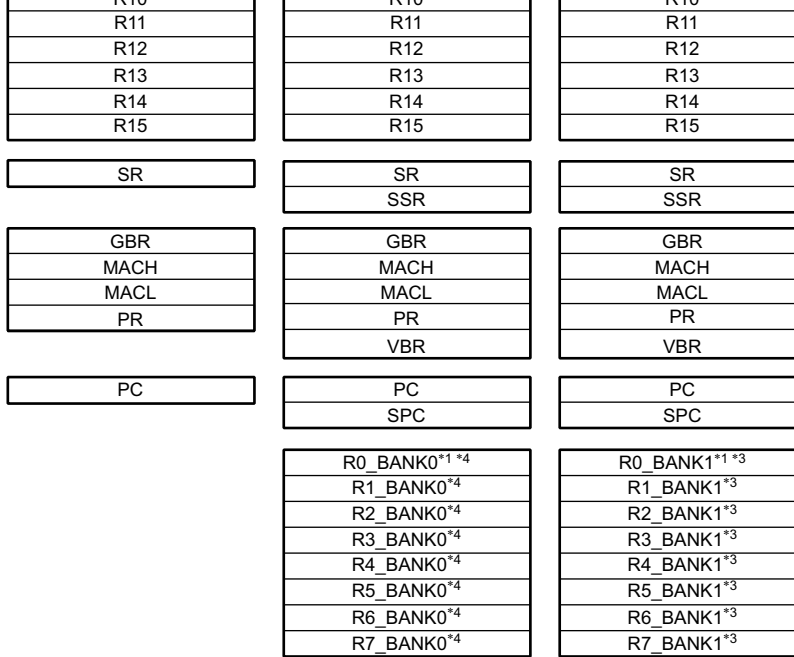 R10 R10 R10
R11 R11 R11
R12 R12 R12
R13 R13 R13
R14 R14 R14
R15 R15 R15
SR SR SR
SSR SSR
GBR GBR GBR
MACH MACH MACH
MACL MACL MACL
PR PR PR
VBR VBR
PC PC PC
SPC SPC
R0_BANK0*1 *4 R0_BANK1*1 *3
R1_BANK0*4 R1_BANK1*3
R2_BANK0*4 R2_BANK1*3
R3_BANK0*4 R3_BANK1*3
R4_BANK0*4 R4_BANK1*3
R5_BANK0*4 R5_BANK1*3
R6_BANK0*4 R6_BANK1*3
R7_BANK0*4 R7_BANK1*3